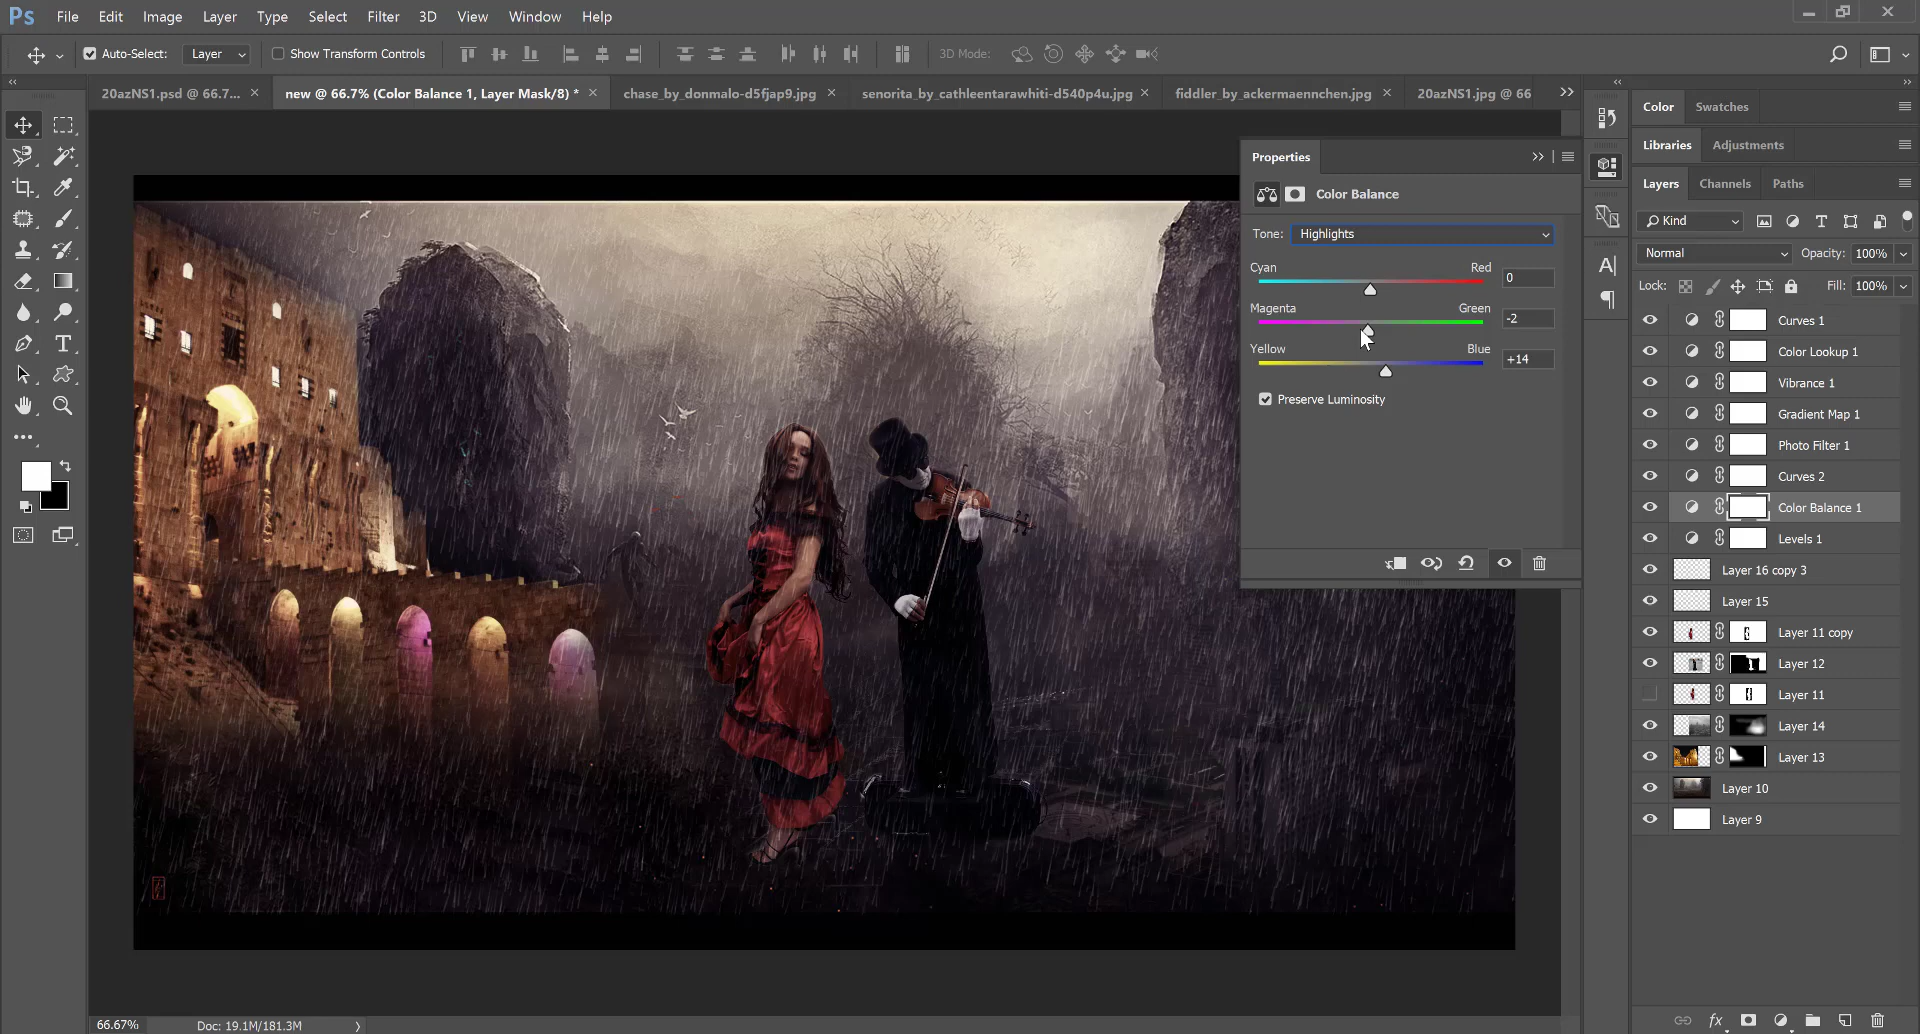 Ps File Edit Image Layer Type Select Filter 3D View Window Help
Auto-Select: Layer Show Transform Controls 3D Mode:
20azNS1.psd @ 66.7... × new @ 66.7% (Color Balance 1, Layer Mask/8) * × chase_by_donmalo-d5fjap9.jpg × senorita_by_cathleentarawhiti-d540p4u.jpg × fiddler_by_ackermaennchen.jpg × 20azNS1.jpg @ 66
Properties
Color Balance
Tone: Highlights
Cyan Red 0
Magenta Green -2
Yellow Blue +14
Preserve Luminosity
Color Swatches
Libraries Adjustments
Layers Channels Paths
Kind
Normal Opacity: 100%
Lock: Fill: 100%
Curves 1
Color Lookup 1
Vibrance 1
Gradient Map 1
Photo Filter 1
Curves 2
Color Balance 1
Levels 1
Layer 16 copy 3
Layer 15
Layer 11 copy
Layer 12
Layer 11
Layer 14
Layer 13
Layer 10
Layer 9
fx
66.67% Doc: 19.1M/181.3M